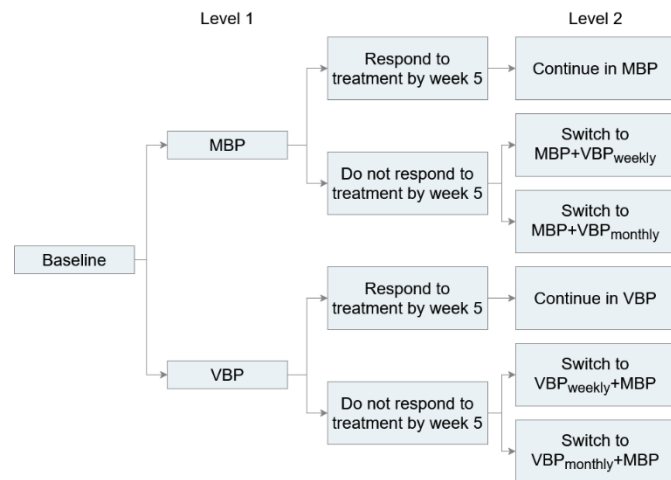 Level 1
Level 2
Baseline
MBP
Respond to
treatment by week 5
Continue in MBP
Do not respond to
treatment by week 5
Switch to
MBP+VBPweekly
Switch to
MBP+VBPmonthly
VBP
Respond to
treatment by week 5
Continue in VBP
Do not respond to
treatment by week 5
Switch to
VBPweekly+MBP
Switch to
VBPmonthly+MBP